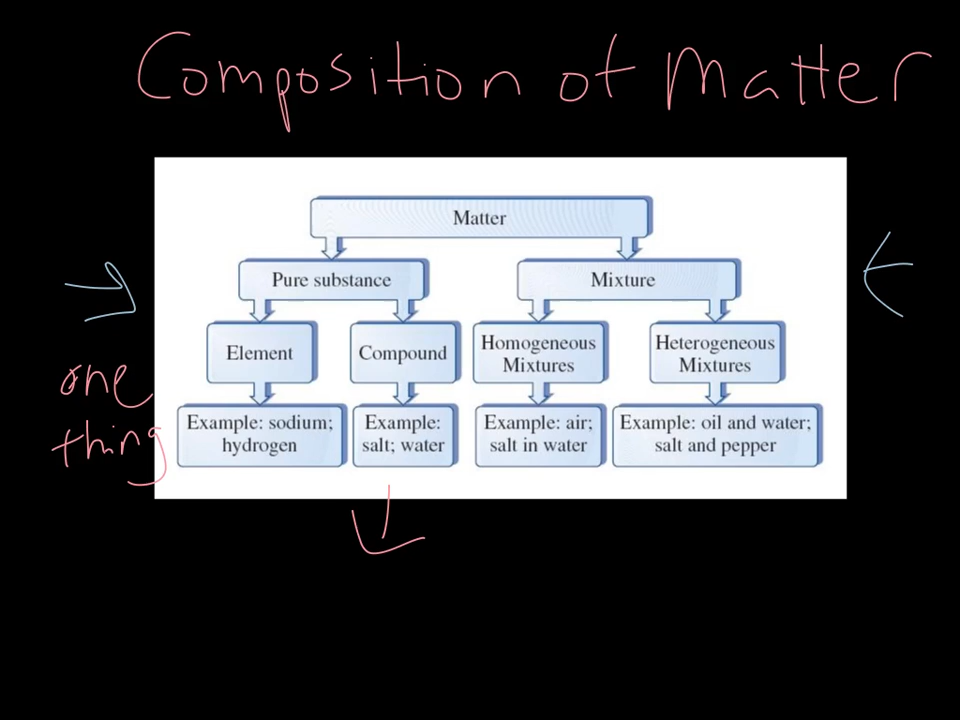 Composition of Matter
Matter
Pure substance
Mixture
Element
Compound
Homogeneous
Mixtures
Heterogeneous
Mixtures
Example: sodium;
hydrogen
Example:
salt; water
Example: air;
salt in water
Example: oil and water;
salt and pepper
one
thing